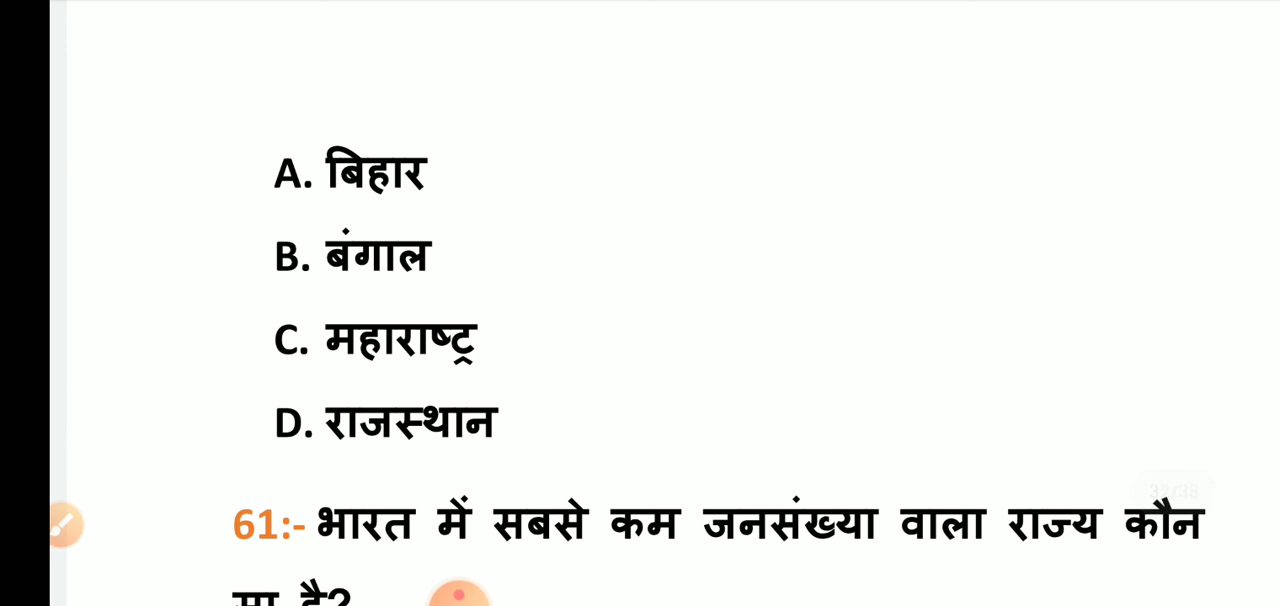 A. बिहार
B. बंगाल
C. महाराष्ट्र
D. राजस्थान
61:- भारत में सबसे कम जनसंख्या वाला राज्य कौन
सा है?